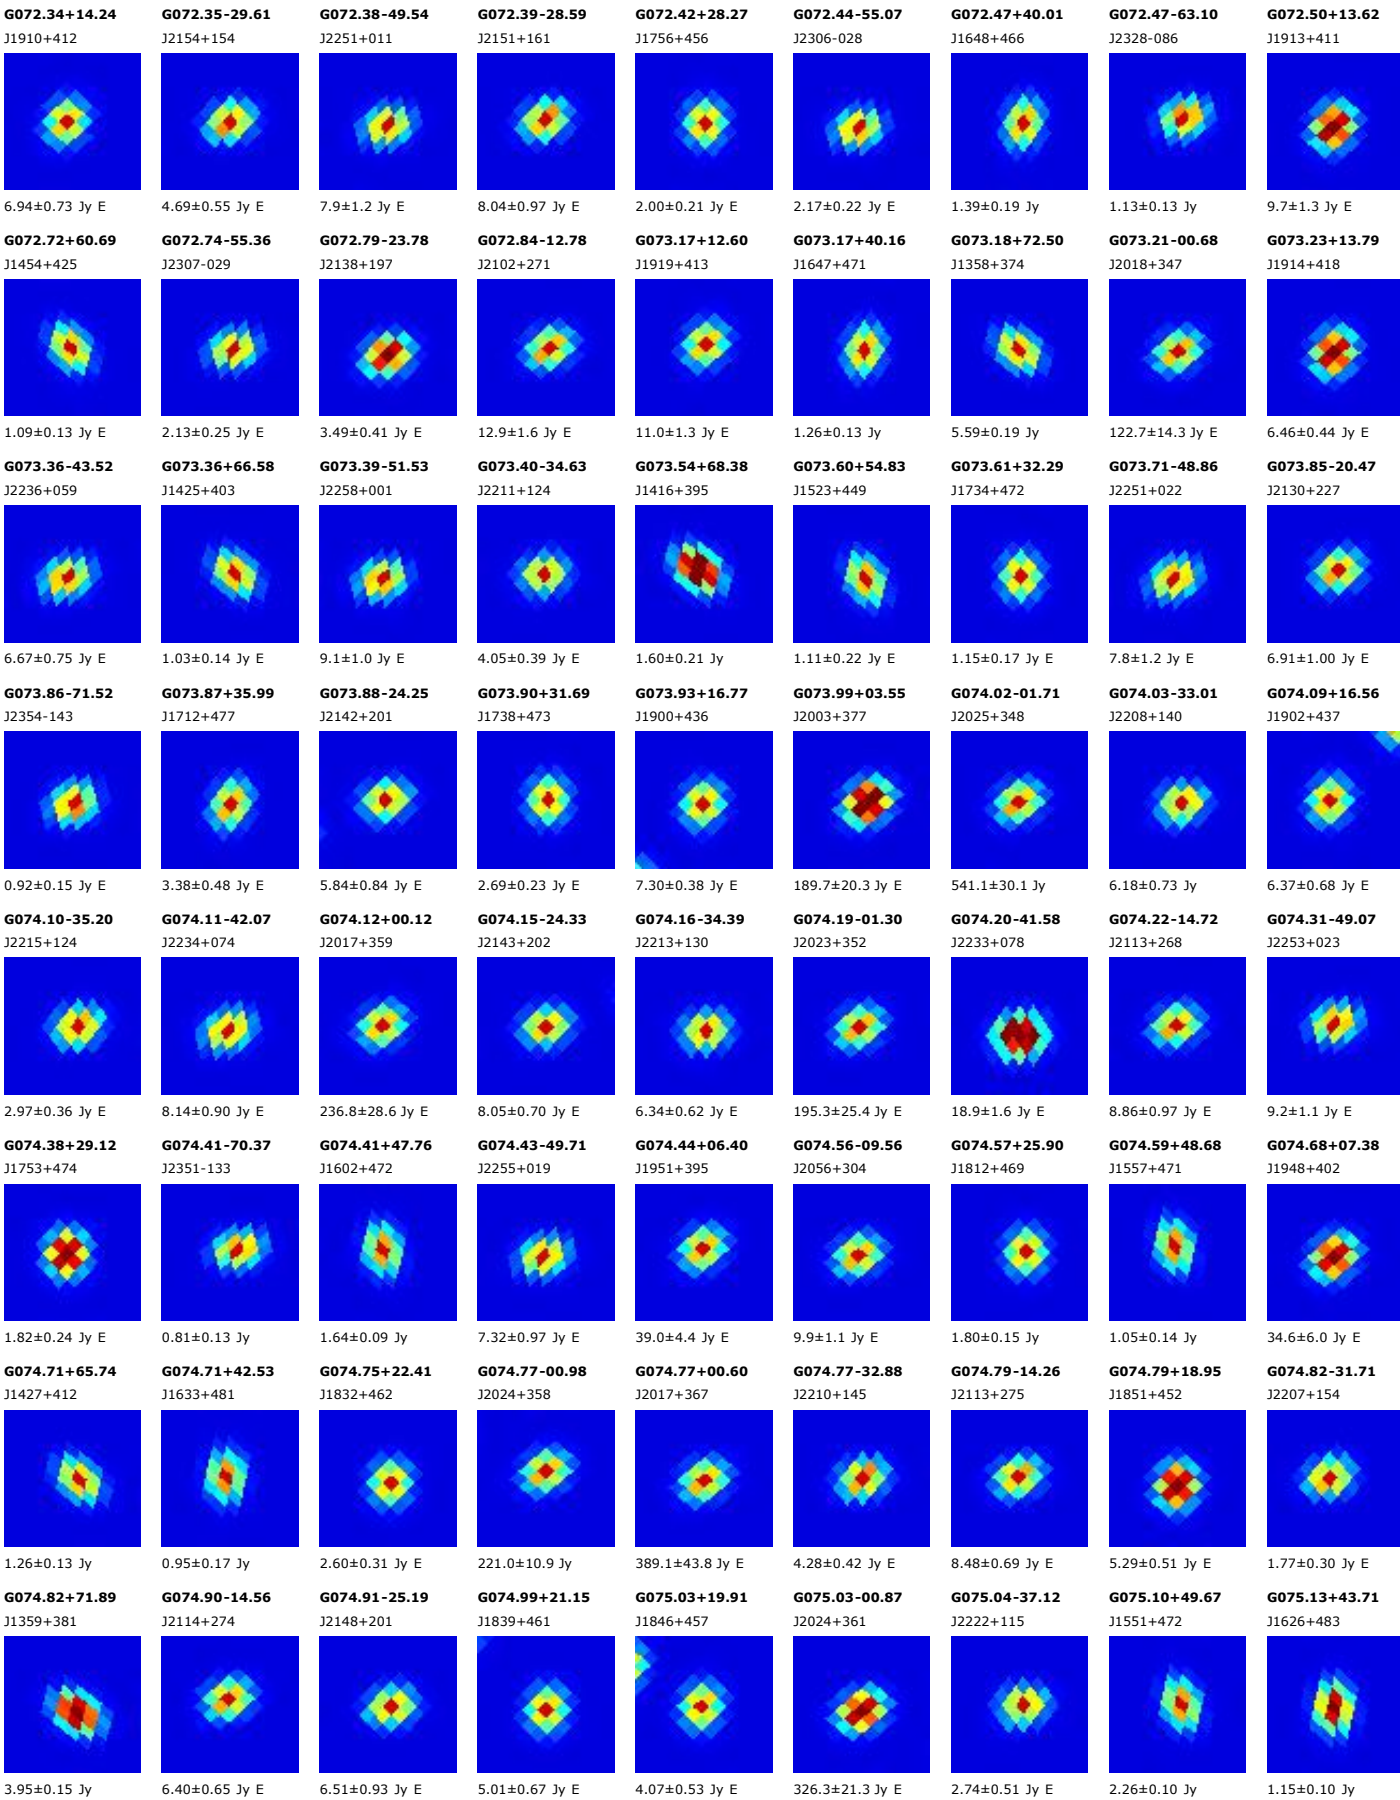 G072.34+14.24 G072.35-29.61 G072.38-49.54 G072.39-28.59 G072.42+28.27 G072.44-55.07 G072.47+40.01 G072.47-63.10 G072.50+13.62
J1910+412 J2154+154 J2251+011 J2151+161 J1756+456 J2306-028 J1648+466 J2328-086 J1913+411
6.94±0.73 Jy E 4.69±0.55 Jy E 7.9±1.2 Jy E 8.04±0.97 Jy E 2.00±0.21 Jy E 2.17±0.22 Jy E 1.39±0.19 Jy 1.13±0.13 Jy 9.7±1.3 Jy E
G072.72+60.69 G072.74-55.36 G072.79-23.78 G072.84-12.78 G073.17+12.60 G073.17+40.16 G073.18+72.50 G073.21-00.68 G073.23+13.79
J1454+425 J2307-029 J2138+197 J2102+271 J1919+413 J1647+471 J1358+374 J2018+347 J1914+418
1.09±0.13 Jy E 2.13±0.25 Jy E 3.49±0.41 Jy E 12.9±1.6 Jy E 11.0±1.3 Jy E 1.26±0.13 Jy 5.59±0.19 Jy 122.7±14.3 Jy E 6.46±0.44 Jy E
G073.36-43.52 G073.36+66.58 G073.39-51.53 G073.40-34.63 G073.54+68.38 G073.60+54.83 G073.61+32.29 G073.71-48.86 G073.85-20.47
J2236+059 J1425+403 J2258+001 J2211+124 J1416+395 J1523+449 J1734+472 J2251+022 J2130+227
6.67±0.75 Jy E 1.03±0.14 Jy E 9.1±1.0 Jy E 4.05±0.39 Jy E 1.60±0.21 Jy 1.11±0.22 Jy E 1.15±0.17 Jy E 7.8±1.2 Jy E 6.91±1.00 Jy E
G073.86-71.52 G073.87+35.99 G073.88-24.25 G073.90+31.69 G073.93+16.77 G073.99+03.55 G074.02-01.71 G074.03-33.01 G074.09+16.56
J2354-143 J1712+477 J2142+201 J1738+473 J1900+436 J2003+377 J2025+348 J2208+140 J1902+437
0.92±0.15 Jy E 3.38±0.48 Jy E 5.84±0.84 Jy E 2.69±0.23 Jy E 7.30±0.38 Jy E 189.7±20.3 Jy E 541.1±30.1 Jy 6.18±0.73 Jy 6.37±0.68 Jy E
G074.10-35.20 G074.11-42.07 G074.12+00.12 G074.15-24.33 G074.16-34.39 G074.19-01.30 G074.20-41.58 G074.22-14.72 G074.31-49.07
J2215+124 J2234+074 J2017+359 J2143+202 J2213+130 J2023+352 J2233+078 J2113+268 J2253+023
2.97±0.36 Jy E 8.14±0.90 Jy E 236.8±28.6 Jy E 8.05±0.70 Jy E 6.34±0.62 Jy E 195.3±25.4 Jy E 18.9±1.6 Jy E 8.86±0.97 Jy E 9.2±1.1 Jy E
G074.38+29.12 G074.41-70.37 G074.41+47.76 G074.43-49.71 G074.44+06.40 G074.56-09.56 G074.57+25.90 G074.59+48.68 G074.68+07.38
J1753+474 J2351-133 J1602+472 J2255+019 J1951+395 J2056+304 J1812+469 J1557+471 J1948+402
1.82±0.24 Jy E 0.81±0.13 Jy 1.64±0.09 Jy 7.32±0.97 Jy E 39.0±4.4 Jy E 9.9±1.1 Jy E 1.80±0.15 Jy 1.05±0.14 Jy 34.6±6.0 Jy E
G074.71+65.74 G074.71+42.53 G074.75+22.41 G074.77-00.98 G074.77+00.60 G074.77-32.88 G074.79-14.26 G074.79+18.95 G074.82-31.71
J1427+412 J1633+481 J1832+462 J2024+358 J2017+367 J2210+145 J2113+275 J1851+452 J2207+154
1.26±0.13 Jy 0.95±0.17 Jy 2.60±0.31 Jy E 221.0±10.9 Jy 389.1±43.8 Jy E 4.28±0.42 Jy E 8.48±0.69 Jy E 5.29±0.51 Jy E 1.77±0.30 Jy E
G074.82+71.89 G074.90-14.56 G074.91-25.19 G074.99+21.15 G075.03+19.91 G075.03-00.87 G075.04-37.12 G075.10+49.67 G075.13+43.71
J1359+381 J2114+274 J2148+201 J1839+461 J1846+457 J2024+361 J2222+115 J1551+472 J1626+483
3.95±0.15 Jy 6.40±0.65 Jy E 6.51±0.93 Jy E 5.01±0.67 Jy E 4.07±0.53 Jy E 326.3±21.3 Jy E 2.74±0.51 Jy E 2.26±0.10 Jy 1.15±0.10 Jy